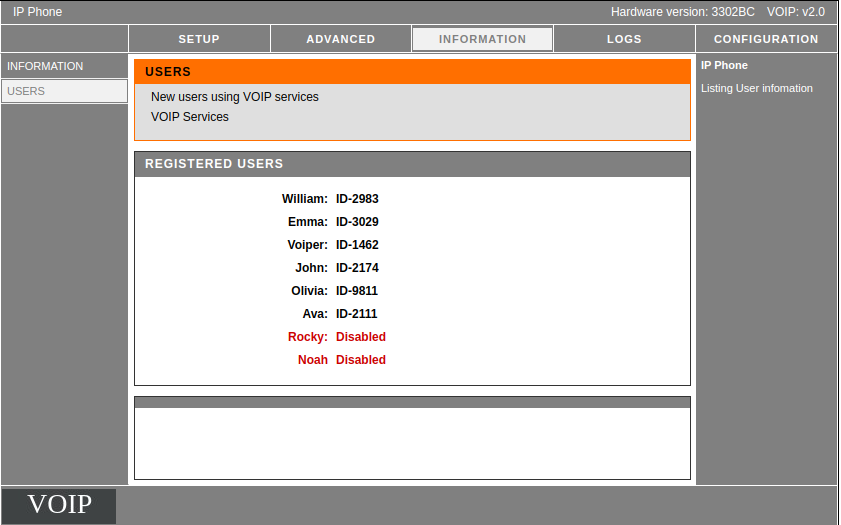 IP Phone Hardware version: 3302BC VOIP: v2.0
SETUP ADVANCED INFORMATION LOGS CONFIGURATION
INFORMATION
USERS
USERS
New users using VOIP services
VOIP Services
REGISTERED USERS
William: ID-2983
Emma: ID-3029
Voiper: ID-1462
John: ID-2174
Olivia: ID-9811
Ava: ID-2111
Rocky: Disabled
Noah Disabled
IP Phone
Listing User infomation
VOIP